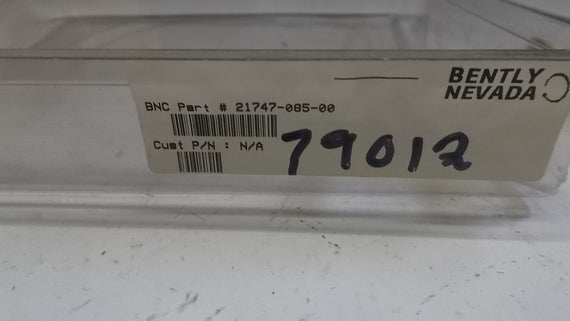 BENTLY
NEVADA
BNC Part # 21747-085-00
Cust P/N : N/A
79012